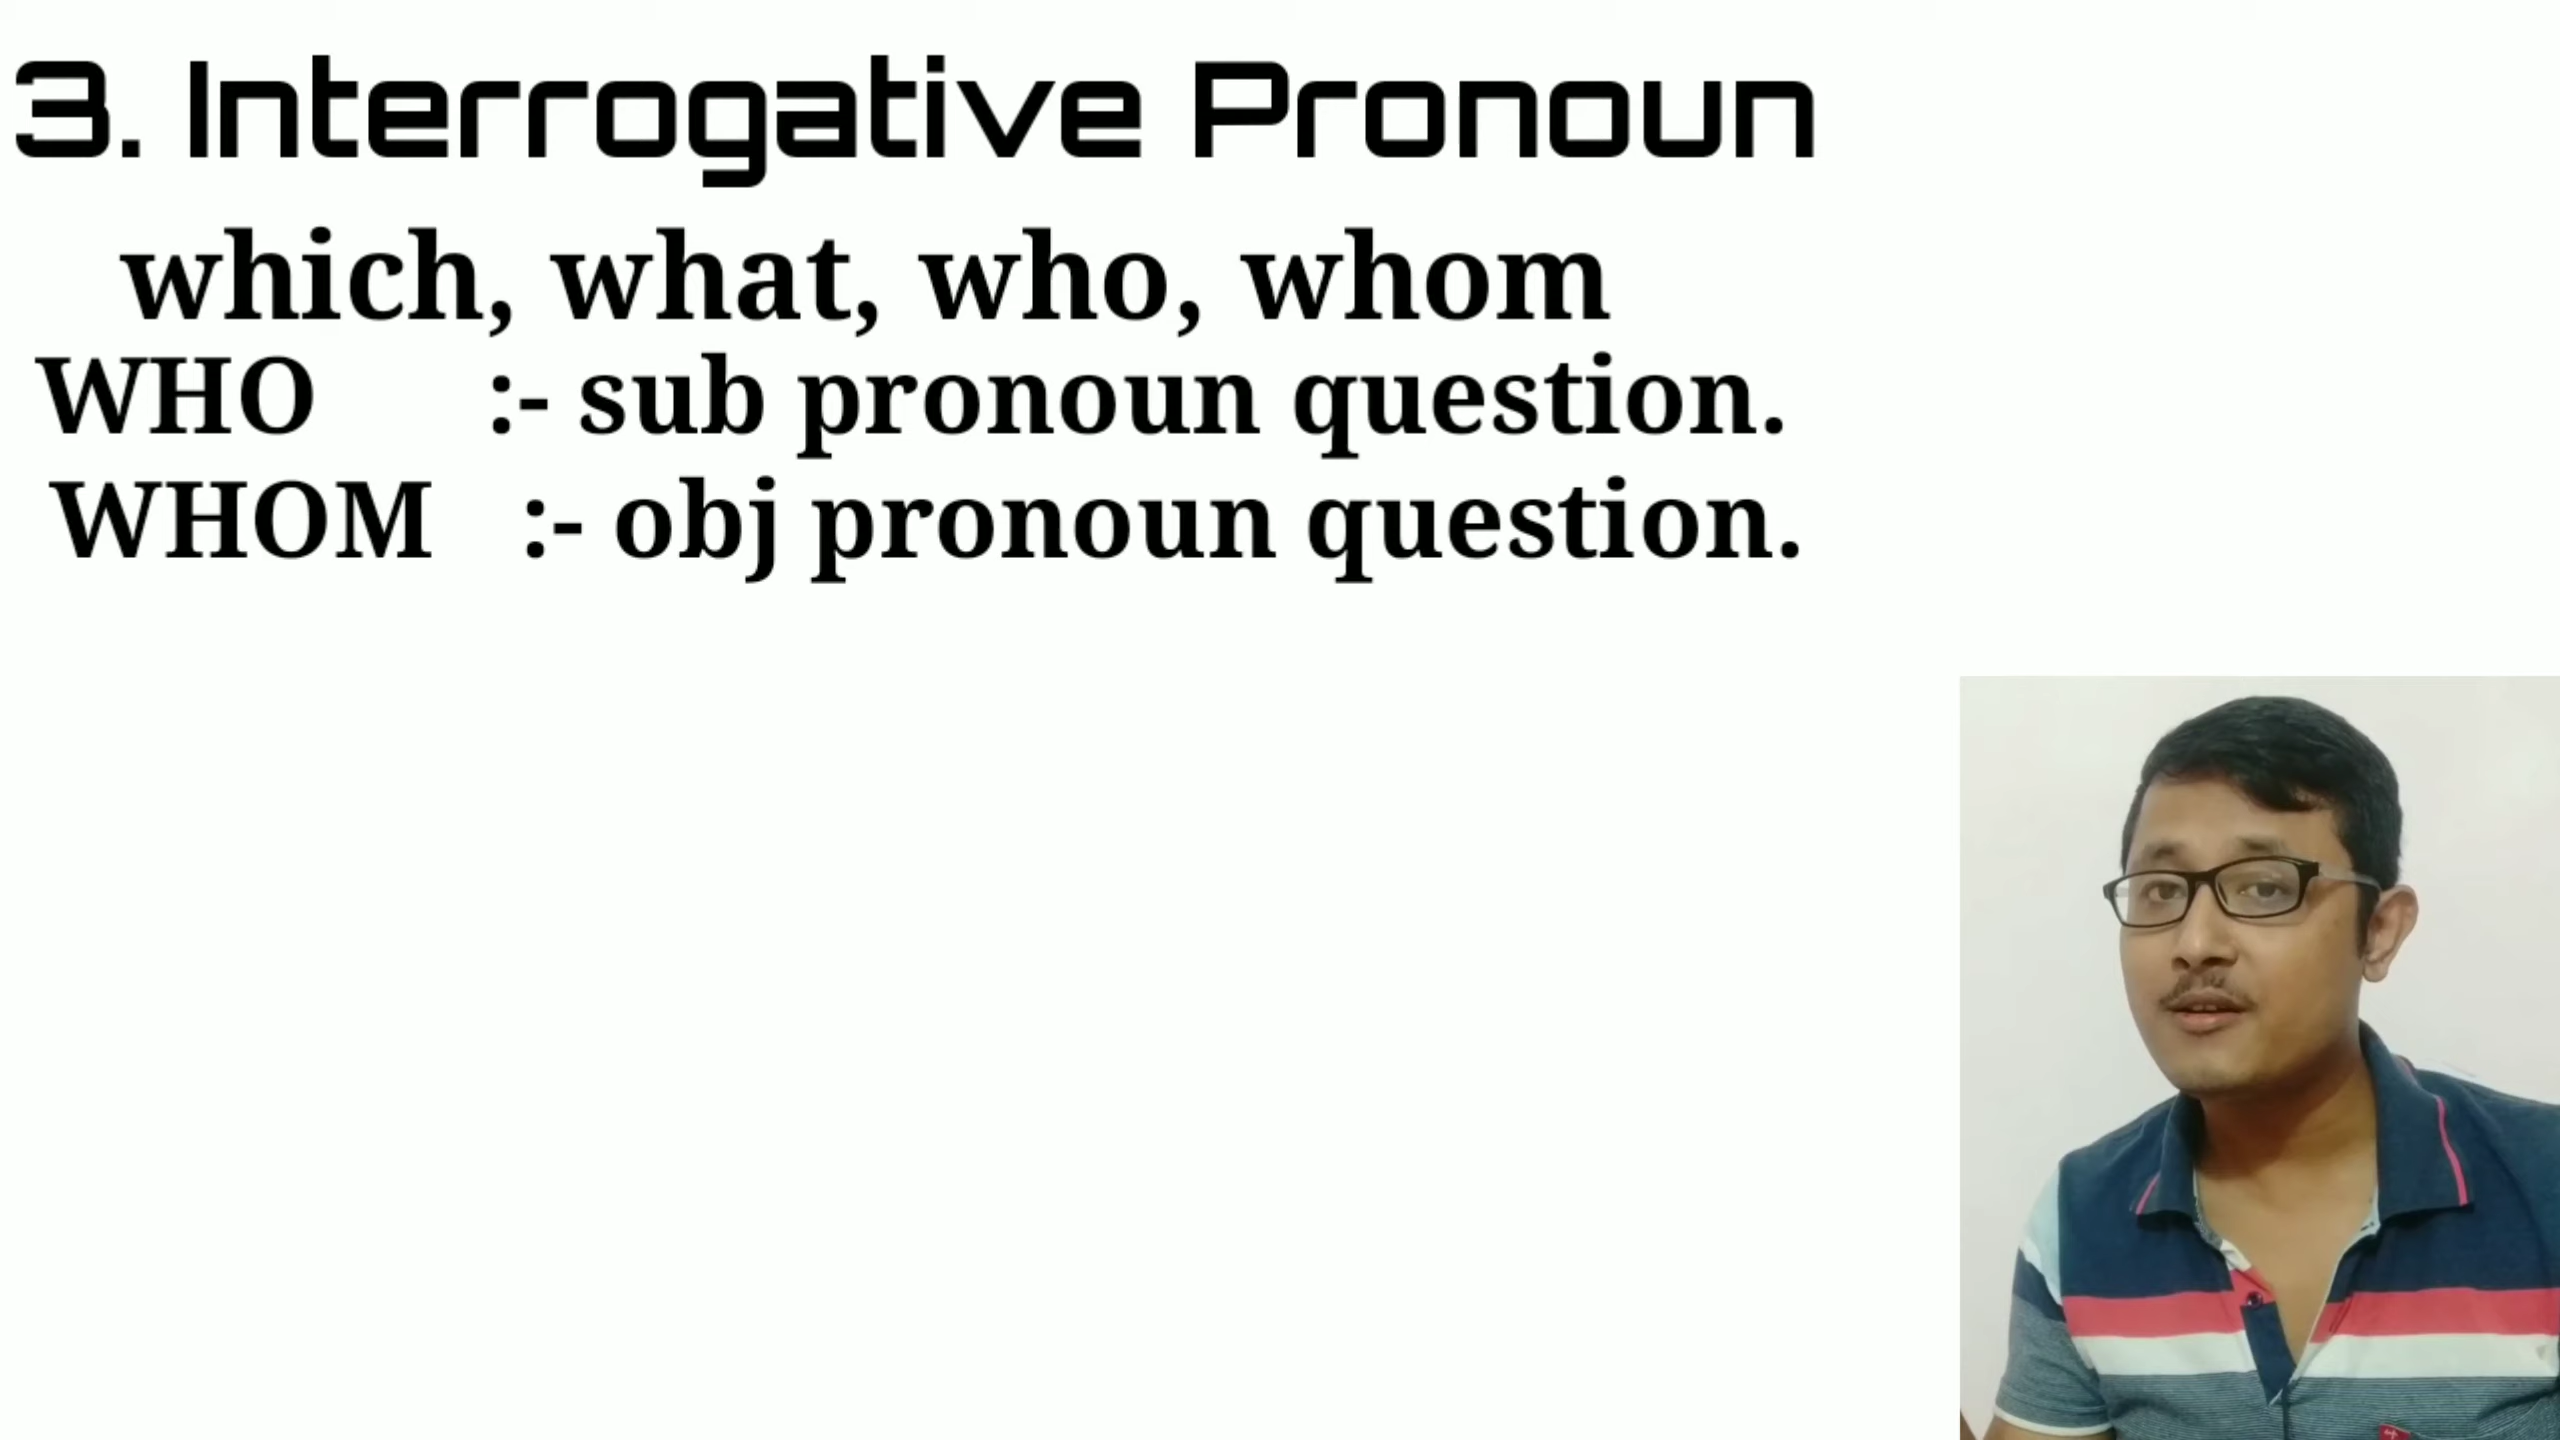 3. Interrogative Pronoun
which, what, who, whom
WHO :- sub pronoun question.
WHOM :- obj pronoun question.